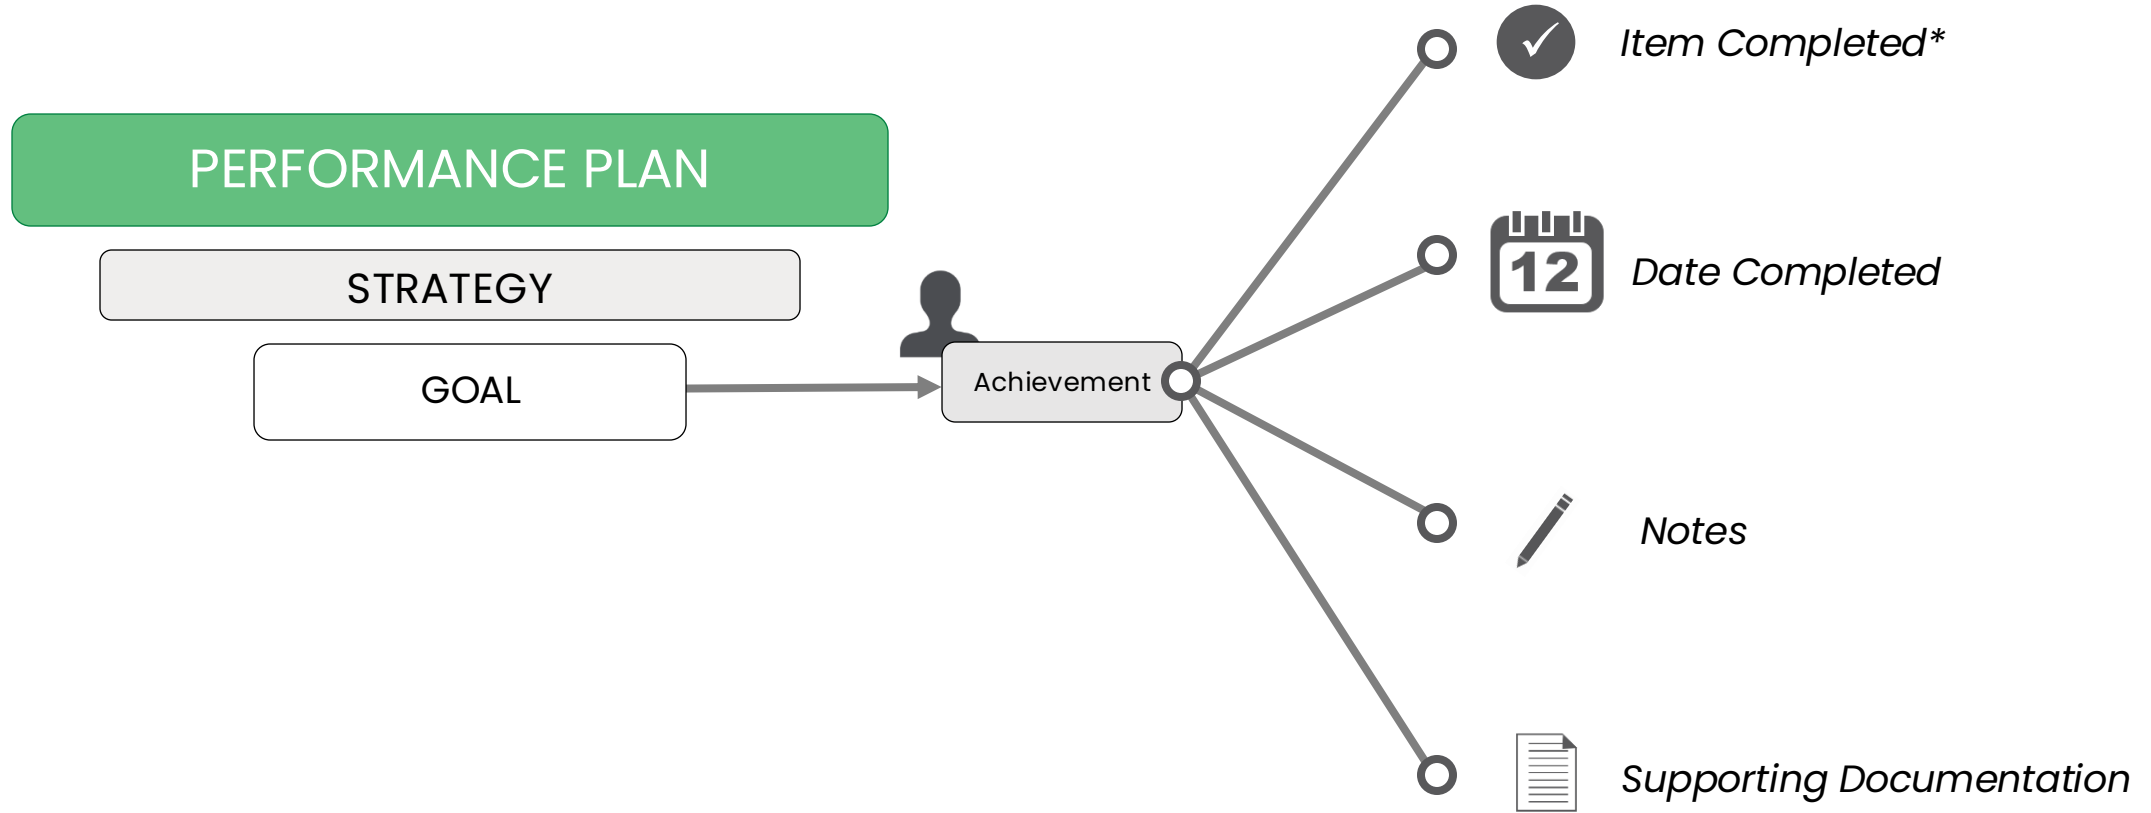 PERFORMANCE PLAN
STRATEGY
GOAL
Achievement
Item Completed*
12
Date Completed
Notes
Supporting Documentation